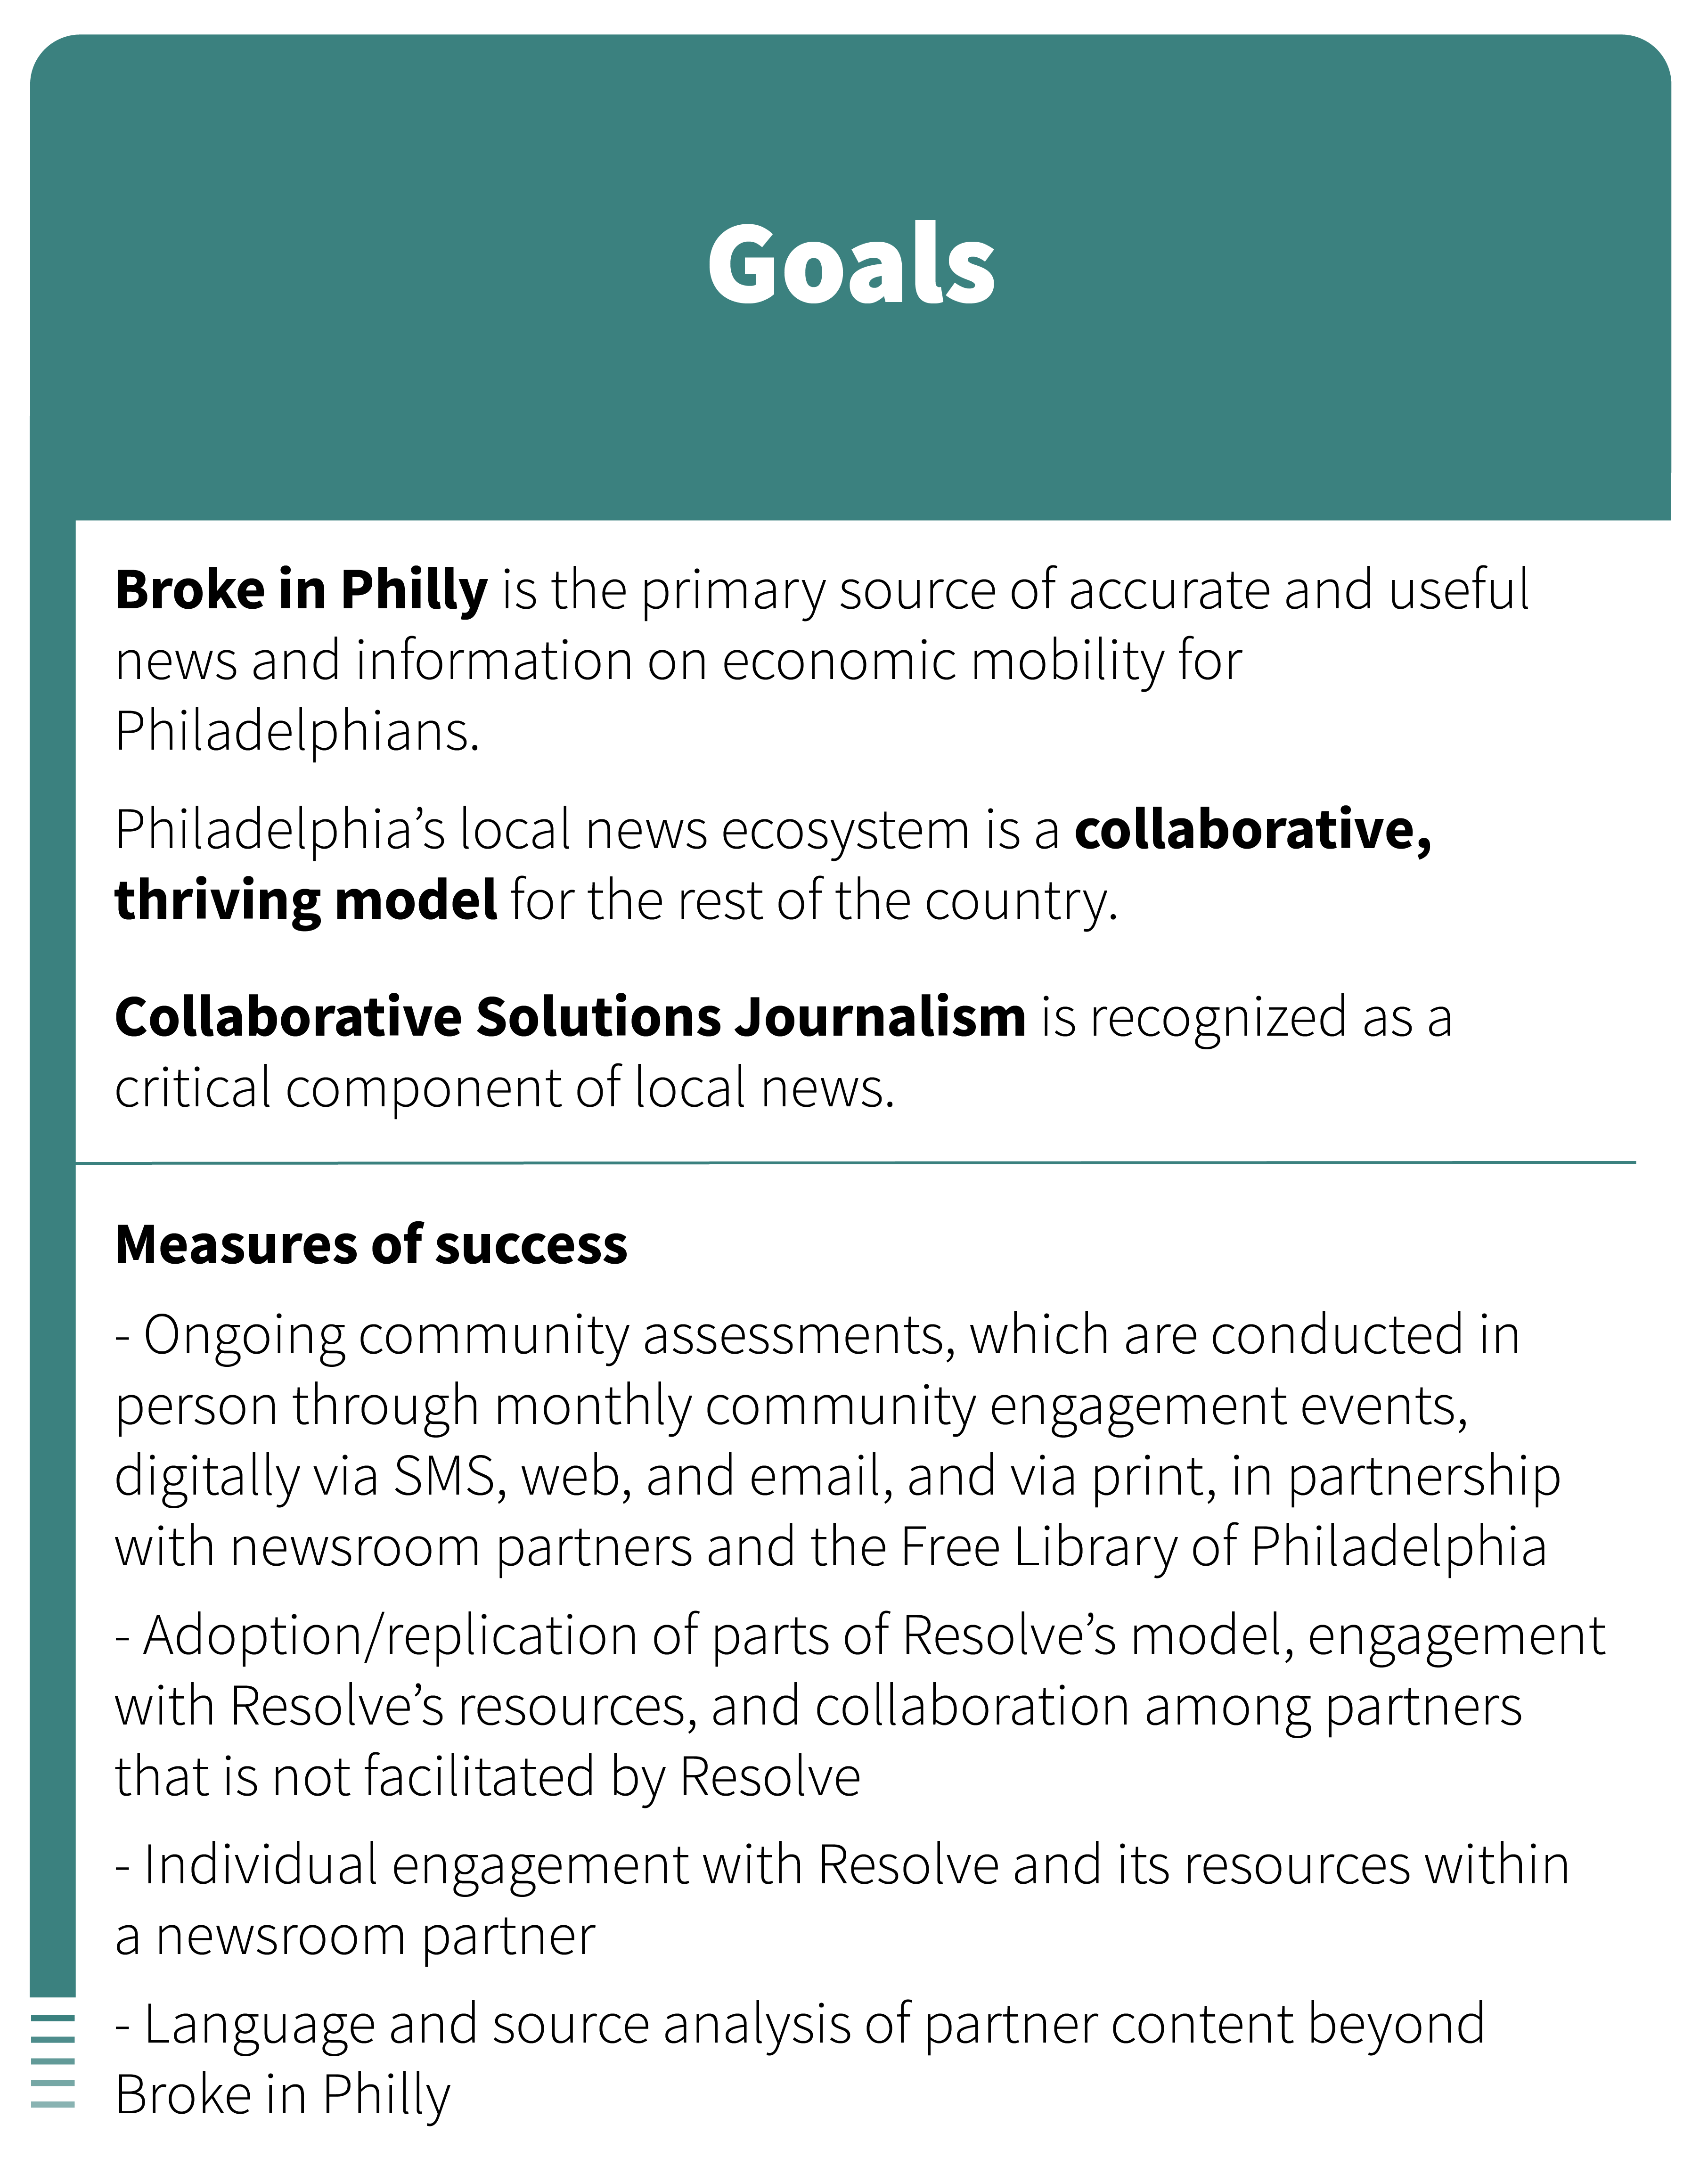 Goals
Broke in Philly is the primary source of accurate and useful
news and information on economic mobility for
Philadelphians.
Philadelphia’s local news ecosystem is a collaborative,
thriving model for the rest of the country.
Collaborative Solutions Journalism is recognized as a
critical component of local news.
Measures of success
- Ongoing community assessments, which are conducted in
person through monthly community engagement events,
digitally via SMS, web, and email, and via print, in partnership
with newsroom partners and the Free Library of Philadelphia
- Adoption/replication of parts of Resolve’s model, engagement
with Resolve’s resources, and collaboration among partners
that is not facilitated by Resolve
- Individual engagement with Resolve and its resources within
a newsroom partner
- Language and source analysis of partner content beyond
Broke in Philly